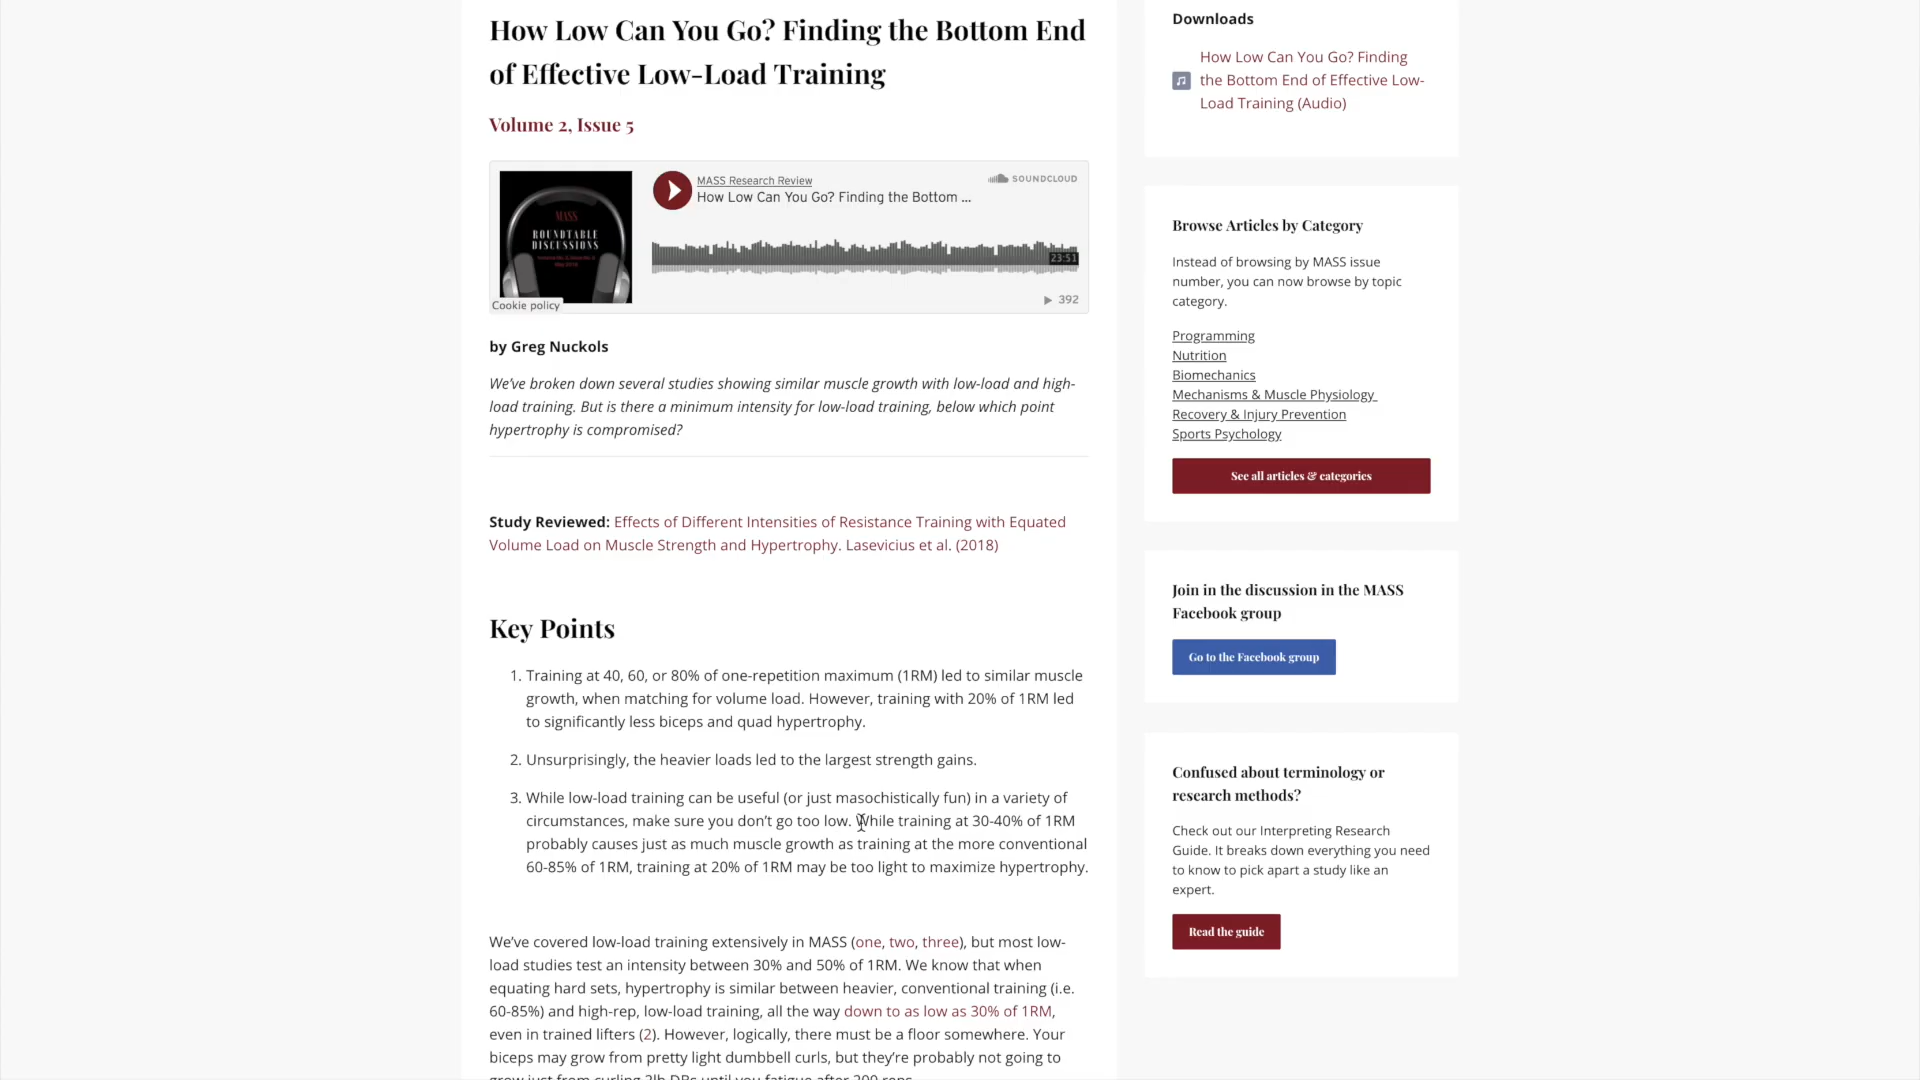 How Low Can You Go? Finding the Bottom End
of Effective Low-Load Training
Volume 2, Issue 5
MASS
ROUNDTABLE
DISCUSSIONS
MASS Research Review
How Low Can You Go? Finding the Bottom ...
SOUNDCLOUD
23:51
392
Cookie policy
by Greg Nuckols
We've broken down several studies showing similar muscle growth with low-load and high-
load training. But is there a minimum intensity for low-load training, below which point
hypertrophy is compromised?
Study Reviewed: Effects of Different Intensities of Resistance Training with Equated
Volume Load on Muscle Strength and Hypertrophy. Lasevicius et al. (2018)
Key Points
1. Training at 40, 60, or 80% of one-repetition maximum (1RM) led to similar muscle
growth, when matching for volume load. However, training with 20% of 1RM led
to significantly less biceps and quad hypertrophy.
2. Unsurprisingly, the heavier loads led to the largest strength gains.
3. While low-load training can be useful (or just masochistically fun) in a variety of
circumstances, make sure you don't go too low. While training at 30-40% of 1RM
probably causes just as much muscle growth as training at the more conventional
60-85% of 1RM, training at 20% of 1RM may be too light to maximize hypertrophy.
We've covered low-load training extensively in MASS (one, two, three), but most low-
load studies test an intensity between 30% and 50% of 1RM. We know that when
equating hard sets, hypertrophy is similar between heavier, conventional training (i.e.
60-85%) and high-rep, low-load training, all the way down to as low as 30% of 1RM,
even in trained lifters (2). However, logically, there must be a floor somewhere. Your
biceps may grow from pretty light dumbbell curls, but they're probably not going to
grow just from curling 2lb DBs until you fatigue after 200 reps.
Downloads
How Low Can You Go? Finding
the Bottom End of Effective Low-
Load Training (Audio)
Browse Articles by Category
Instead of browsing by MASS issue
number, you can now browse by topic
category.
Programming
Nutrition
Biomechanics
Mechanisms & Muscle Physiology
Recovery & Injury Prevention
Sports Psychology
See all articles & categories
Join in the discussion in the MASS
Facebook group
Go to the Facebook group
Confused about terminology or
research methods?
Check out our Interpreting Research
Guide. It breaks down everything you need
to know to pick apart a study like an
expert.
Read the guide